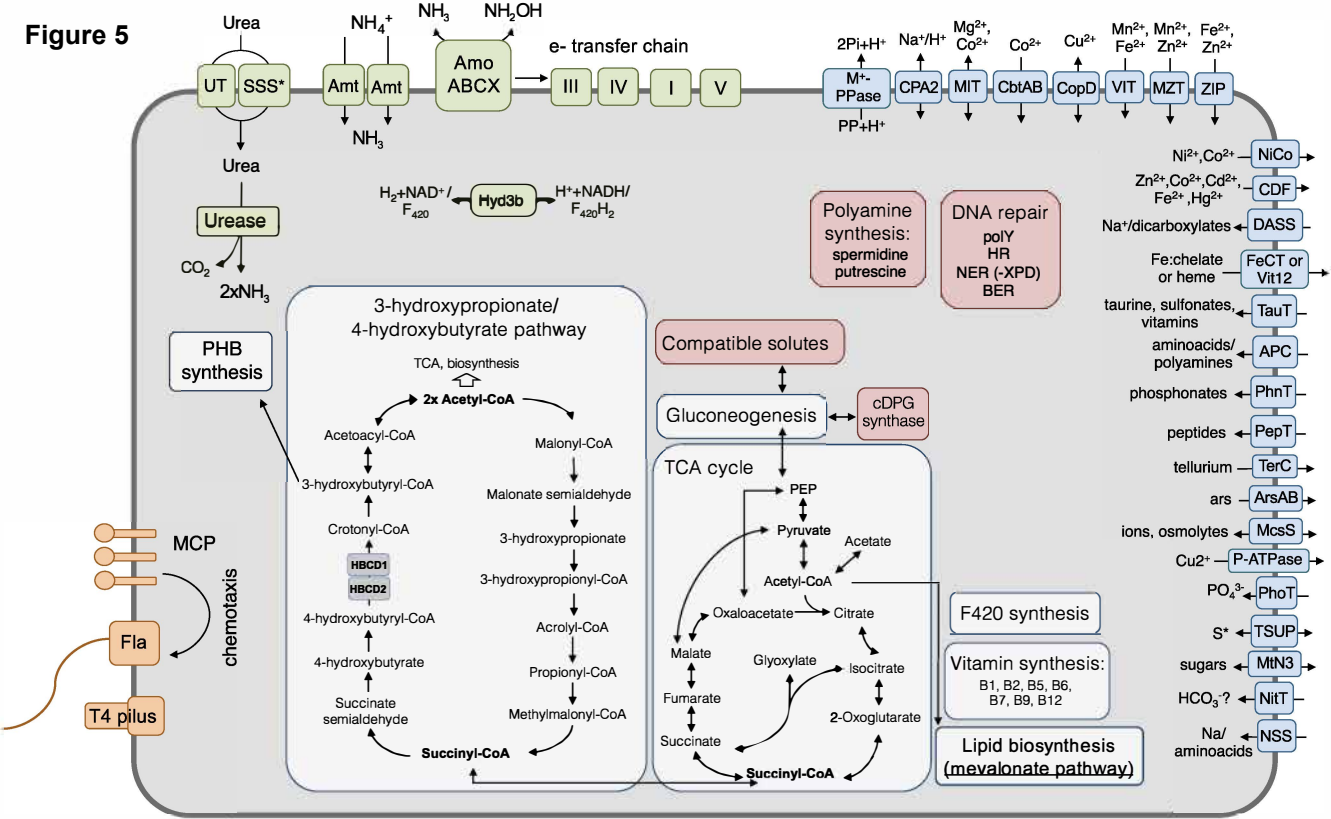 Figure 5
Urea
UT
SSS*
Urea
Urease
CO2
2xNH3
NH4+
Amt
Amt
NH3
NH3
NH2OH
Amo
ABCX
e- transfer chain
III
IV
I
V
H2+NAD+/
F420
Hyd3b
H++NADH/
F420H2
2Pi+H+
M+-
PPase
PP+H+
Na+/H+
CPA2
Mg2+,
Co2+
MIT
Co2+
CbtAB
Cu2+
CopD
Mn2+,
Fe2+
VIT
Mn2+,
Zn2+
MZT
Fe2+,
Zn2+
ZIP
Polyamine
synthesis:
spermidine
putrescine
DNA repair
polY
HR
NER (-XPD)
BER
Ni2+,Co2+
NiCo
Zn2+,Co2+,Cd2+,
Fe2+,Hg2+
CDF
Na+/dicarboxylates
DASS
Fe:chelate
or heme
FeCT or
Vit12
taurine, sulfonates,
vitamins
TauT
aminoacids/
polyamines
APC
phosphonates
PhnT
peptides
PepT
tellurium
TerC
ars
ArsAB
ions, osmolytes
McsS
Cu2+
P-ATPase
PO43-
PhoT
S*
TSUP
sugars
MtN3
HCO3-?
NitT
Na/
aminoacids
NSS
PHB
synthesis
3-hydroxypropionate/
4-hydroxybutyrate pathway
TCA, biosynthesis
2x Acetyl-CoA
Acetoacyl-CoA
3-hydroxybutyryl-CoA
Crotonyl-CoA
HBCD1
HBCD2
4-hydroxybutyryl-CoA
4-hydroxybutyrate
Succinate
semialdehyde
Succinyl-CoA
Malonyl-CoA
Malonate semialdehyde
3-hydroxypropionate
3-hydroxypropionyl-CoA
Acrolyl-CoA
Propionyl-CoA
Methylmalonyl-CoA
Compatible solutes
Gluconeogenesis
cDPG
synthase
TCA cycle
PEP
Pyruvate
Acetate
Acetyl-CoA
Oxaloacetate
Citrate
Malate
Glyoxylate
Isocitrate
Fumarate
2-Oxoglutarate
Succinate
Succinyl-CoA
F420 synthesis
Vitamin synthesis:
B1, B2, B5, B6,
B7, B9, B12
Lipid biosynthesis
(mevalonate pathway)
MCP
chemotaxis
Fla
T4 pilus